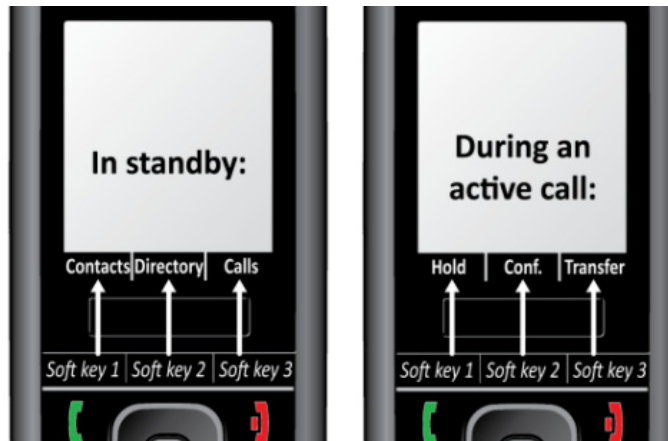 In standby:
Contacts Directory Calls
Soft key 1 Soft key 2 Soft key 3
During an
active call:
Hold Conf. Transfer
Soft key 1 Soft key 2 Soft key 3